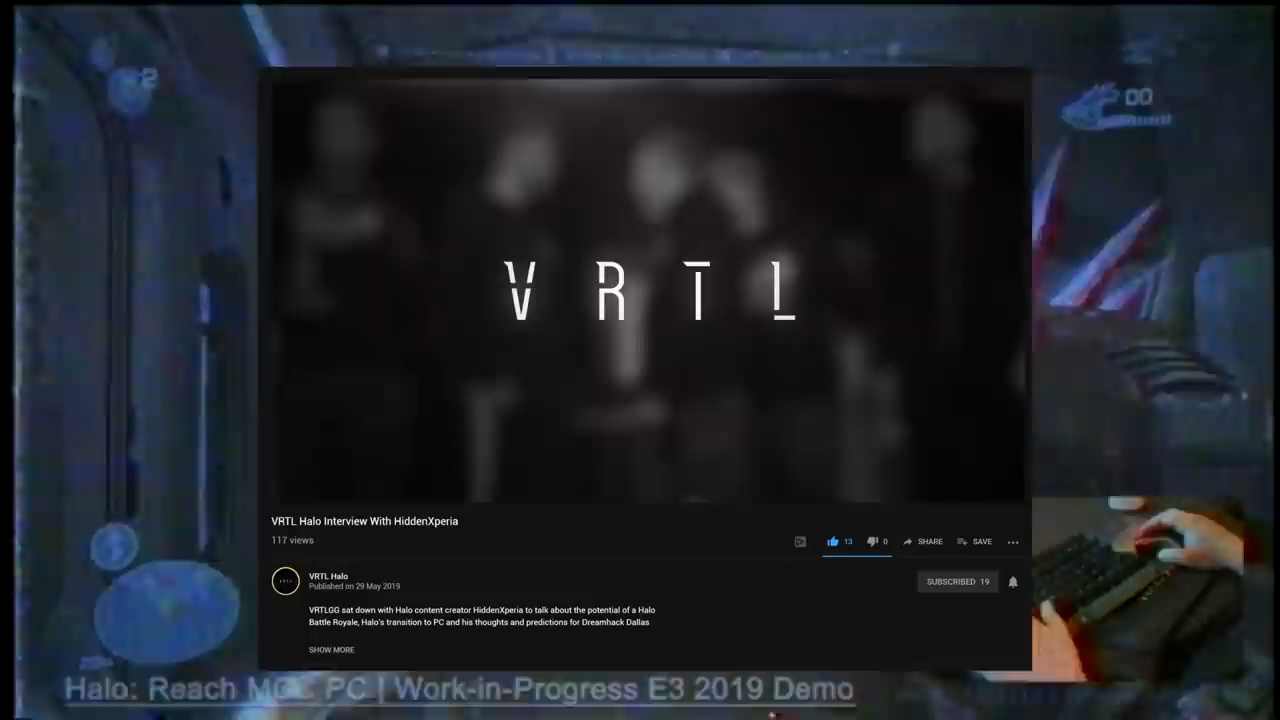 2
00
V R T L
VRTL Halo Interview With HiddenXperia
117 views
13 0 SHARE SAVE
VRTL Halo
Published on 29 May 2019
SUBSCRIBED 19
VRTLGG sat down with Halo content creator HiddenXperia to talk about the potential of a Halo
Battle Royale, Halo's transition to PC and his thoughts and predictions for Dreamhack Dallas
SHOW MORE
Halo: Reach MCC PC | Work-in-Progress E3 2019 Demo